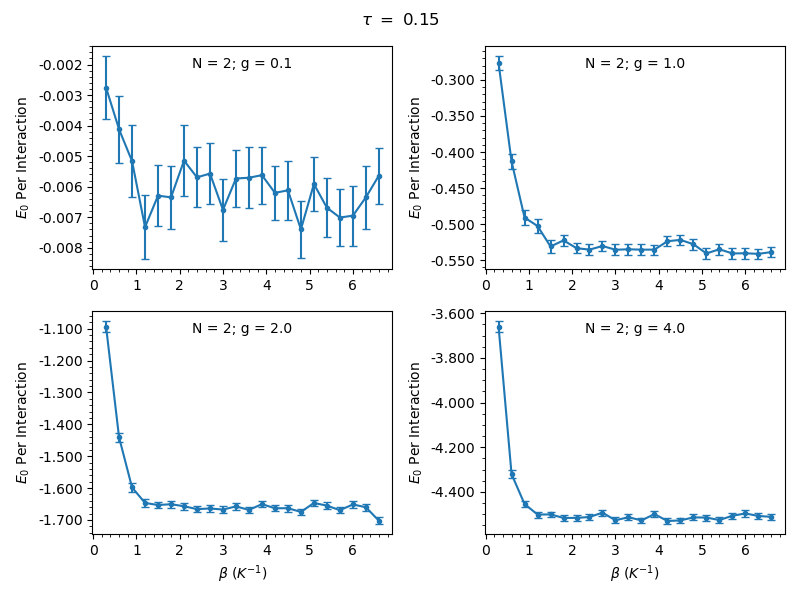 τ = 0.15
N = 2; g = 0.1
E₀ Per Interaction
-0.002
-0.003
-0.004
-0.005
-0.006
-0.007
-0.008
0 1 2 3 4 5 6
N = 2; g = 1.0
E₀ Per Interaction
-0.300
-0.350
-0.400
-0.450
-0.500
-0.550
0 1 2 3 4 5 6
N = 2; g = 2.0
E₀ Per Interaction
-1.100
-1.200
-1.300
-1.400
-1.500
-1.600
-1.700
0 1 2 3 4 5 6
β (K⁻¹)
N = 2; g = 4.0
E₀ Per Interaction
-3.600
-3.800
-4.000
-4.200
-4.400
0 1 2 3 4 5 6
β (K⁻¹)